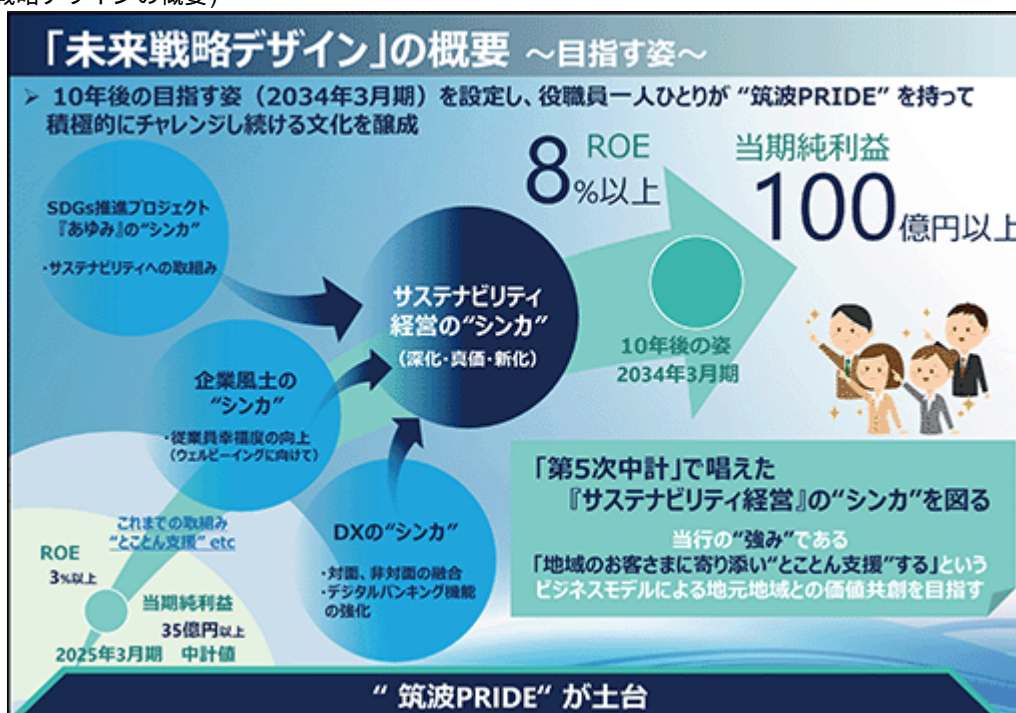 戦略デザインの概要)
「未来戦略デザイン」の概要 ～目指す姿～
➢ 10年後の目指す姿（2034年3月期）を設定し、役職員一人ひとりが “筑波PRIDE” を持って
積極的にチャレンジし続ける文化を醸成
ROE
8%以上
当期純利益
100億円以上
SDGs推進プロジェクト
『あゆみ』の“シンカ”
・サステナビリティへの取組み
サステナビリティ
経営の“シンカ”
（深化・真価・新化）
10年後の姿
2034年3月期
企業風土の
“シンカ”
・従業員幸福度の向上
（ウェルビーイングに向けて）
DXの“シンカ”
・対面、非対面の融合
・デジタルバンキング機能
の強化
これまでの取組み
“とことん支援” etc
ROE
3%以上
当期純利益
35億円以上
2025年3月期 中計値
「第5次中計」で唱えた
『サステナビリティ経営』の“シンカ”を図る
当行の“強み”である
「地域のお客さまに寄り添い“とことん支援”する」という
ビジネスモデルによる地元地域との価値共創を目指す
“ 筑波PRIDE” が土台